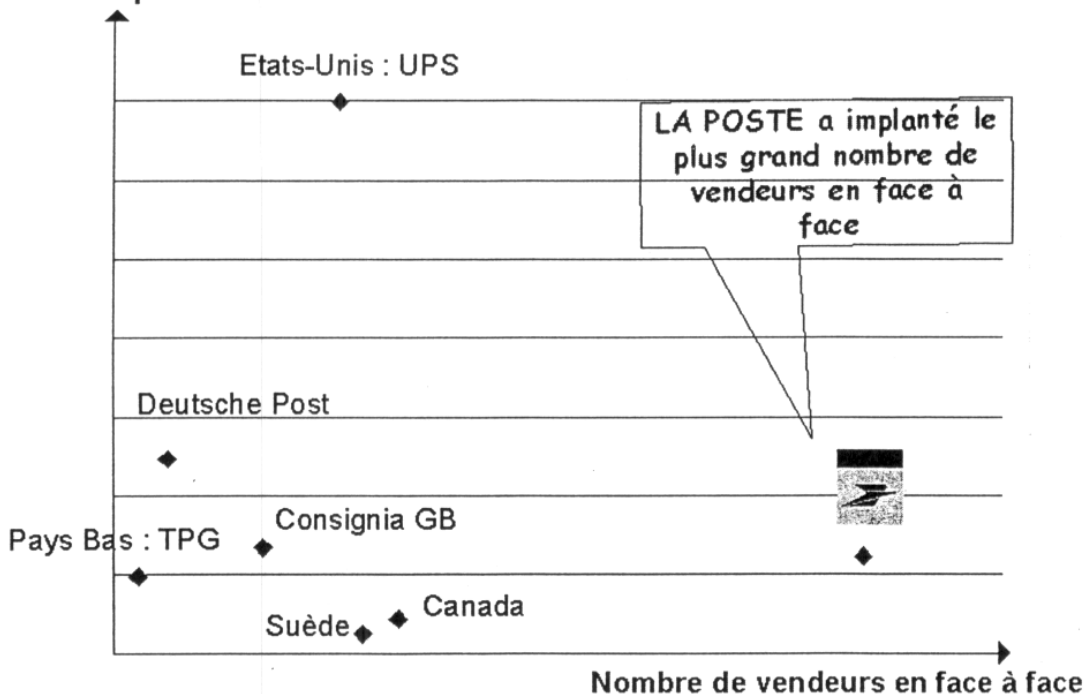 Etats-Unis : UPS
LA POSTE a implanté le
plus grand nombre de
vendeurs en face à
face
Deutsche Post
Consignia GB
Pays Bas : TPG
Canada
Suède
Nombre de vendeurs en face à face